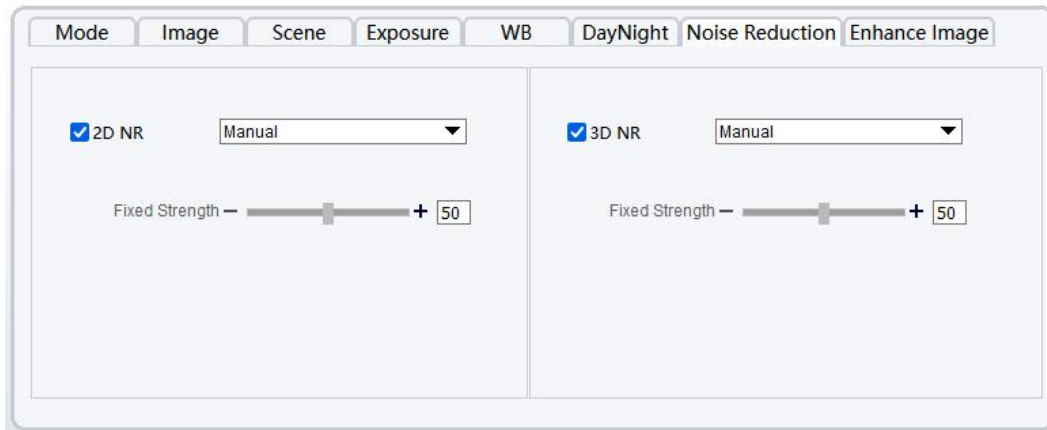 Mode Image Scene Exposure WB DayNight Noise Reduction Enhance Image
2D NR Manual 3D NR Manual
Fixed Strength − + 50 Fixed Strength − + 50